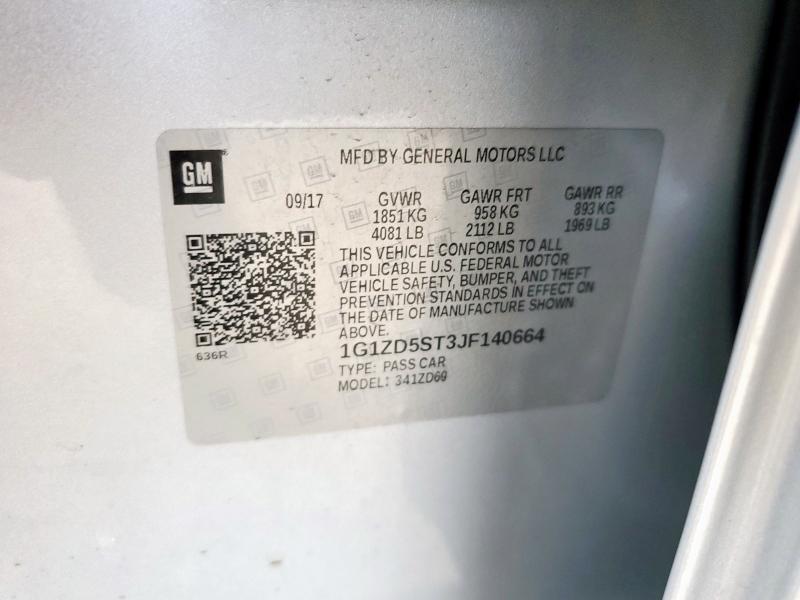 GM
MFD BY GENERAL MOTORS LLC
09/17 GVWR GAWR FRT GAWR RR
1851 KG 958 KG 893 KG
4081 LB 2112 LB 1969 LB
THIS VEHICLE CONFORMS TO ALL
APPLICABLE U.S. FEDERAL MOTOR
VEHICLE SAFETY, BUMPER, AND THEFT
PREVENTION STANDARDS IN EFFECT ON
THE DATE OF MANUFACTURE SHOWN
ABOVE.
1G1ZD5ST3JF140664
636R
TYPE: PASS CAR
MODEL: 341ZD69